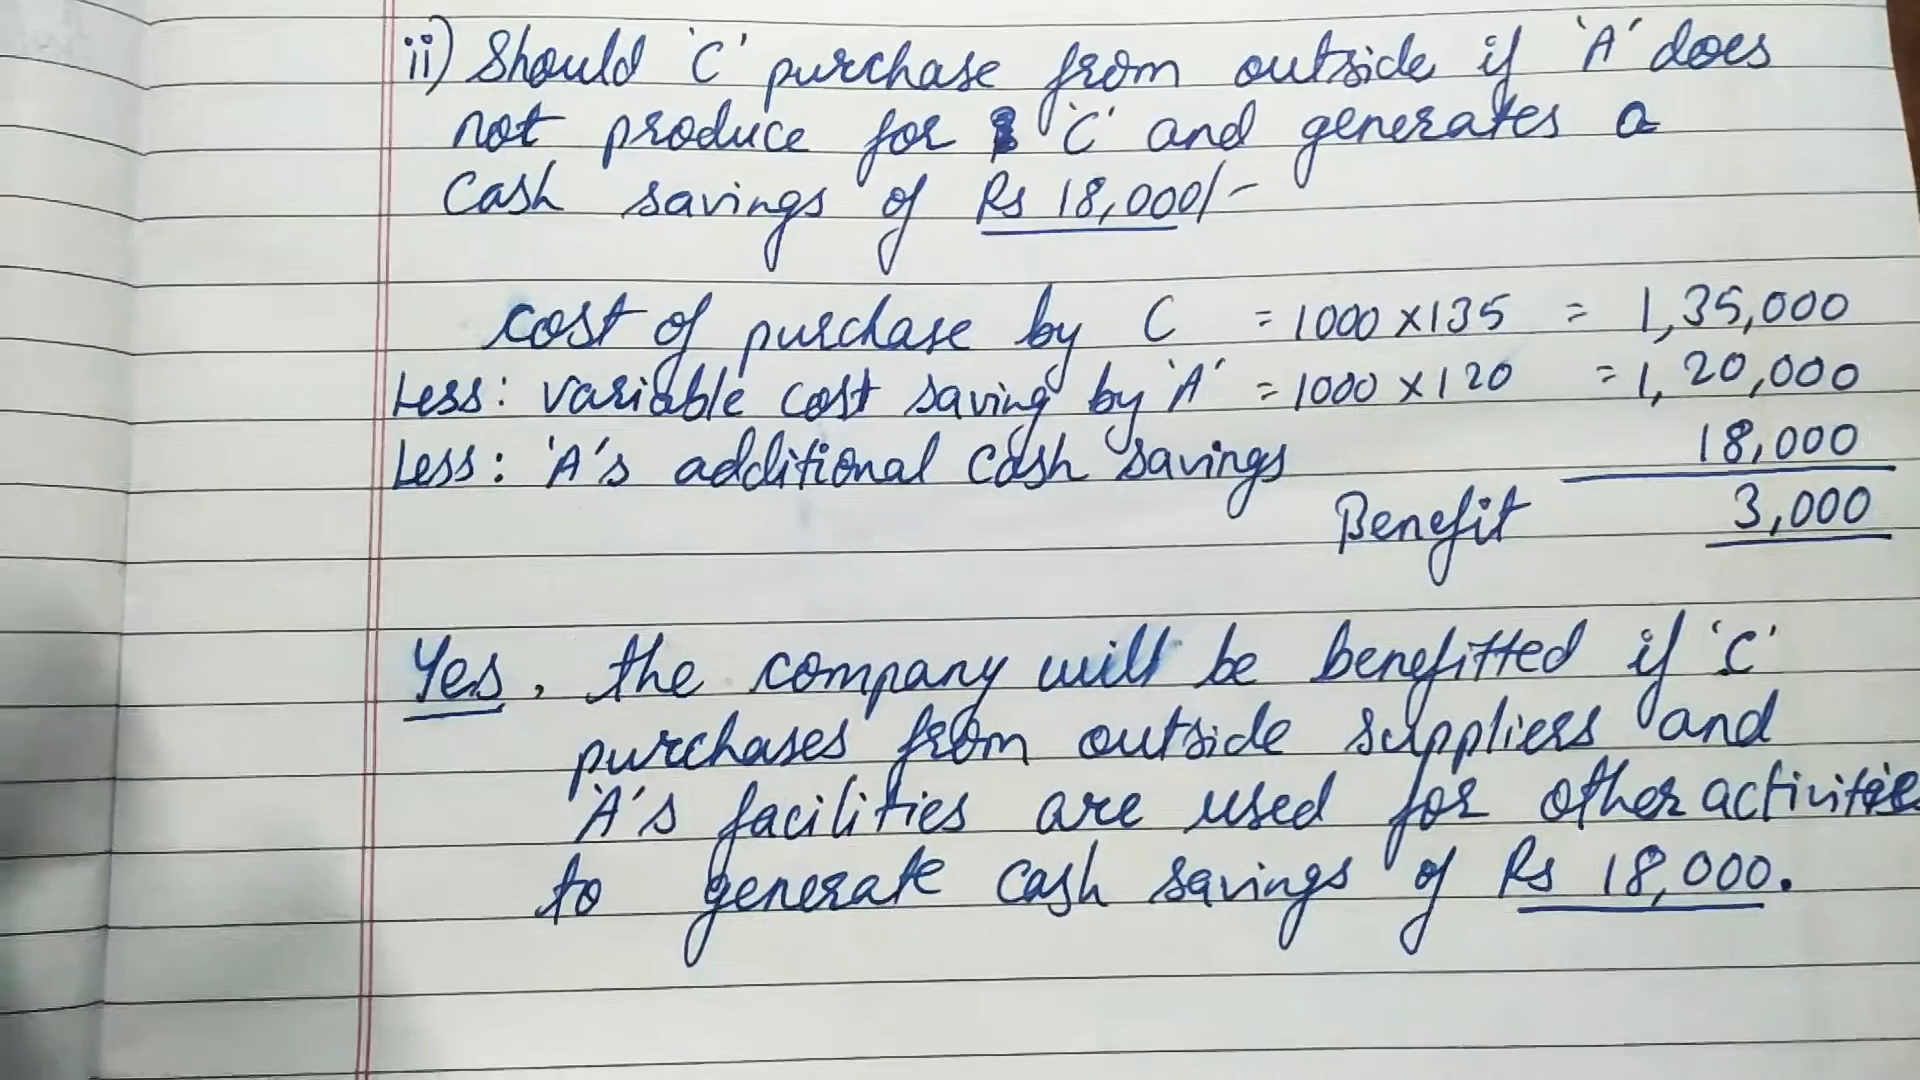 ii) Should 'C' purchase from outside if 'A' does
not produce for 'C' and generates a
cash savings of Rs 18,000/-
cost of purchase by C = 1000 x 135 = 1,35,000
Less: variable cost saving by 'A' = 1000 x 120 = 1,20,000
Less: 'A's additional cash savings 18,000
Benefit 3,000
Yes, the company will be benefitted if 'C'
purchases from outside suppliers and
'A's facilities are used for other activities
to generate cash savings of Rs 18,000.